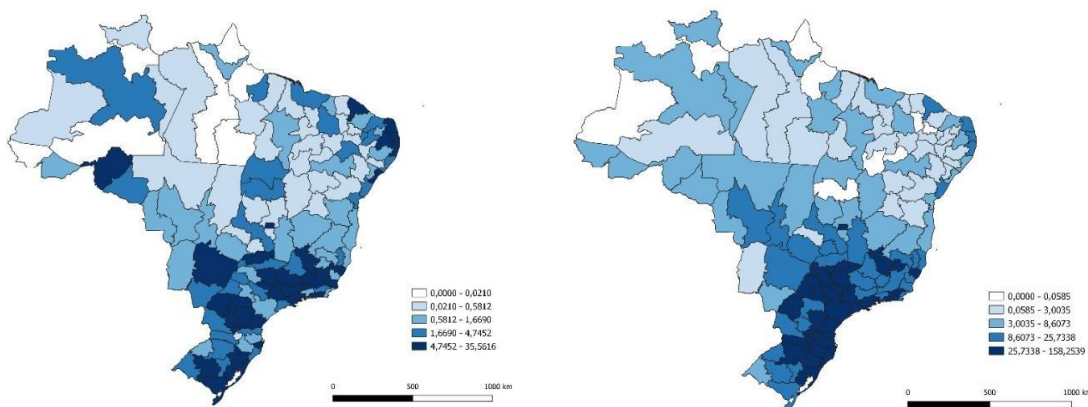 0,0000 - 0,0210
0,0210 - 0,5812
0,5812 - 1,6690
1,6690 - 4,7452
4,7452 - 35,5616
0 500 1000 km
0,0000 - 0,0585
0,0585 - 3,0035
3,0035 - 8,6073
8,6073 - 25,7338
25,7338 - 158,2539
0 500 1000 km